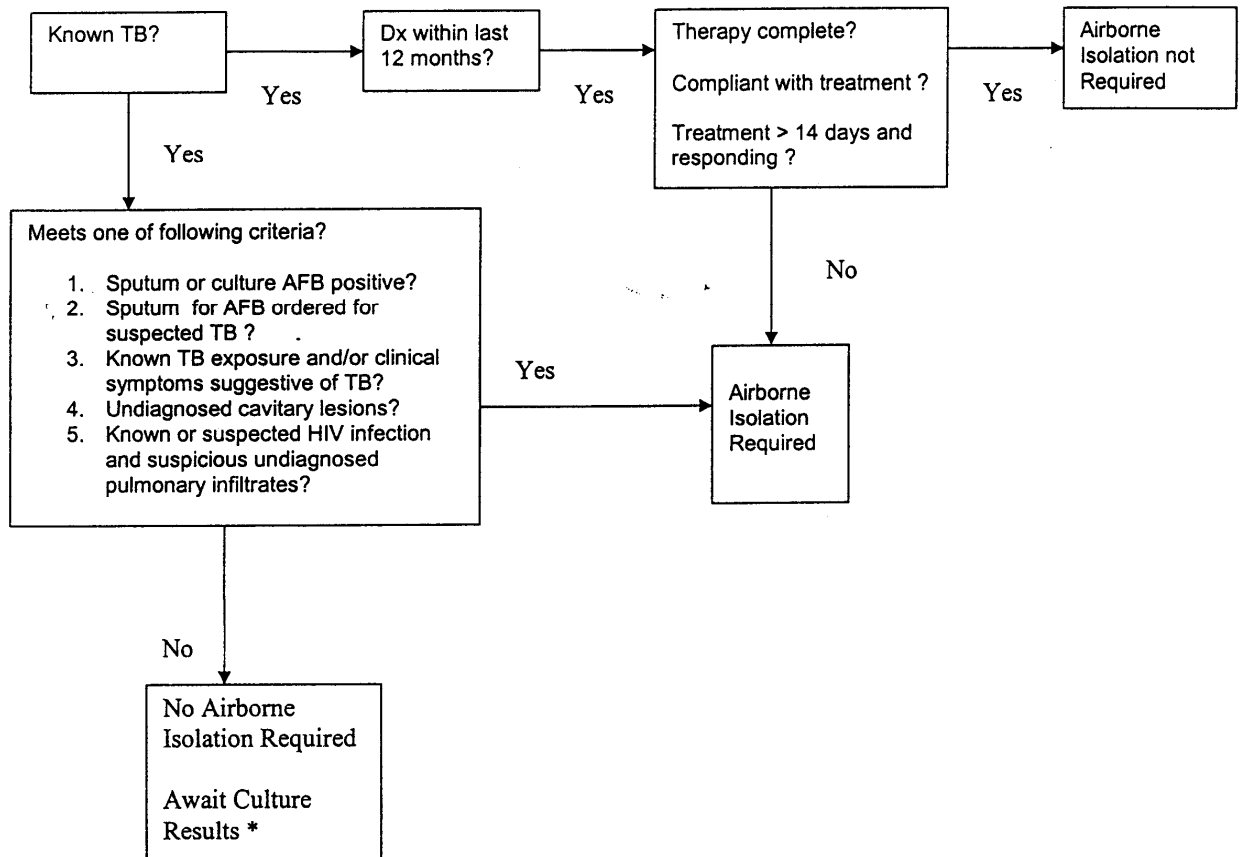 Known TB?
Dx within last
12 months?
Therapy complete?
Compliant with treatment ?
Treatment > 14 days and
responding ?
Airborne
Isolation not
Required
Yes
Yes
Yes
Yes
Meets one of following criteria?
1. Sputum or culture AFB positive?
2. Sputum for AFB ordered for
suspected TB ?
3. Known TB exposure and/or clinical
symptoms suggestive of TB?
4. Undiagnosed cavitary lesions?
5. Known or suspected HIV infection
and suspicious undiagnosed
pulmonary infiltrates?
No
Yes
Airborne
Isolation
Required
No
No Airborne
Isolation Required
Await Culture
Results *